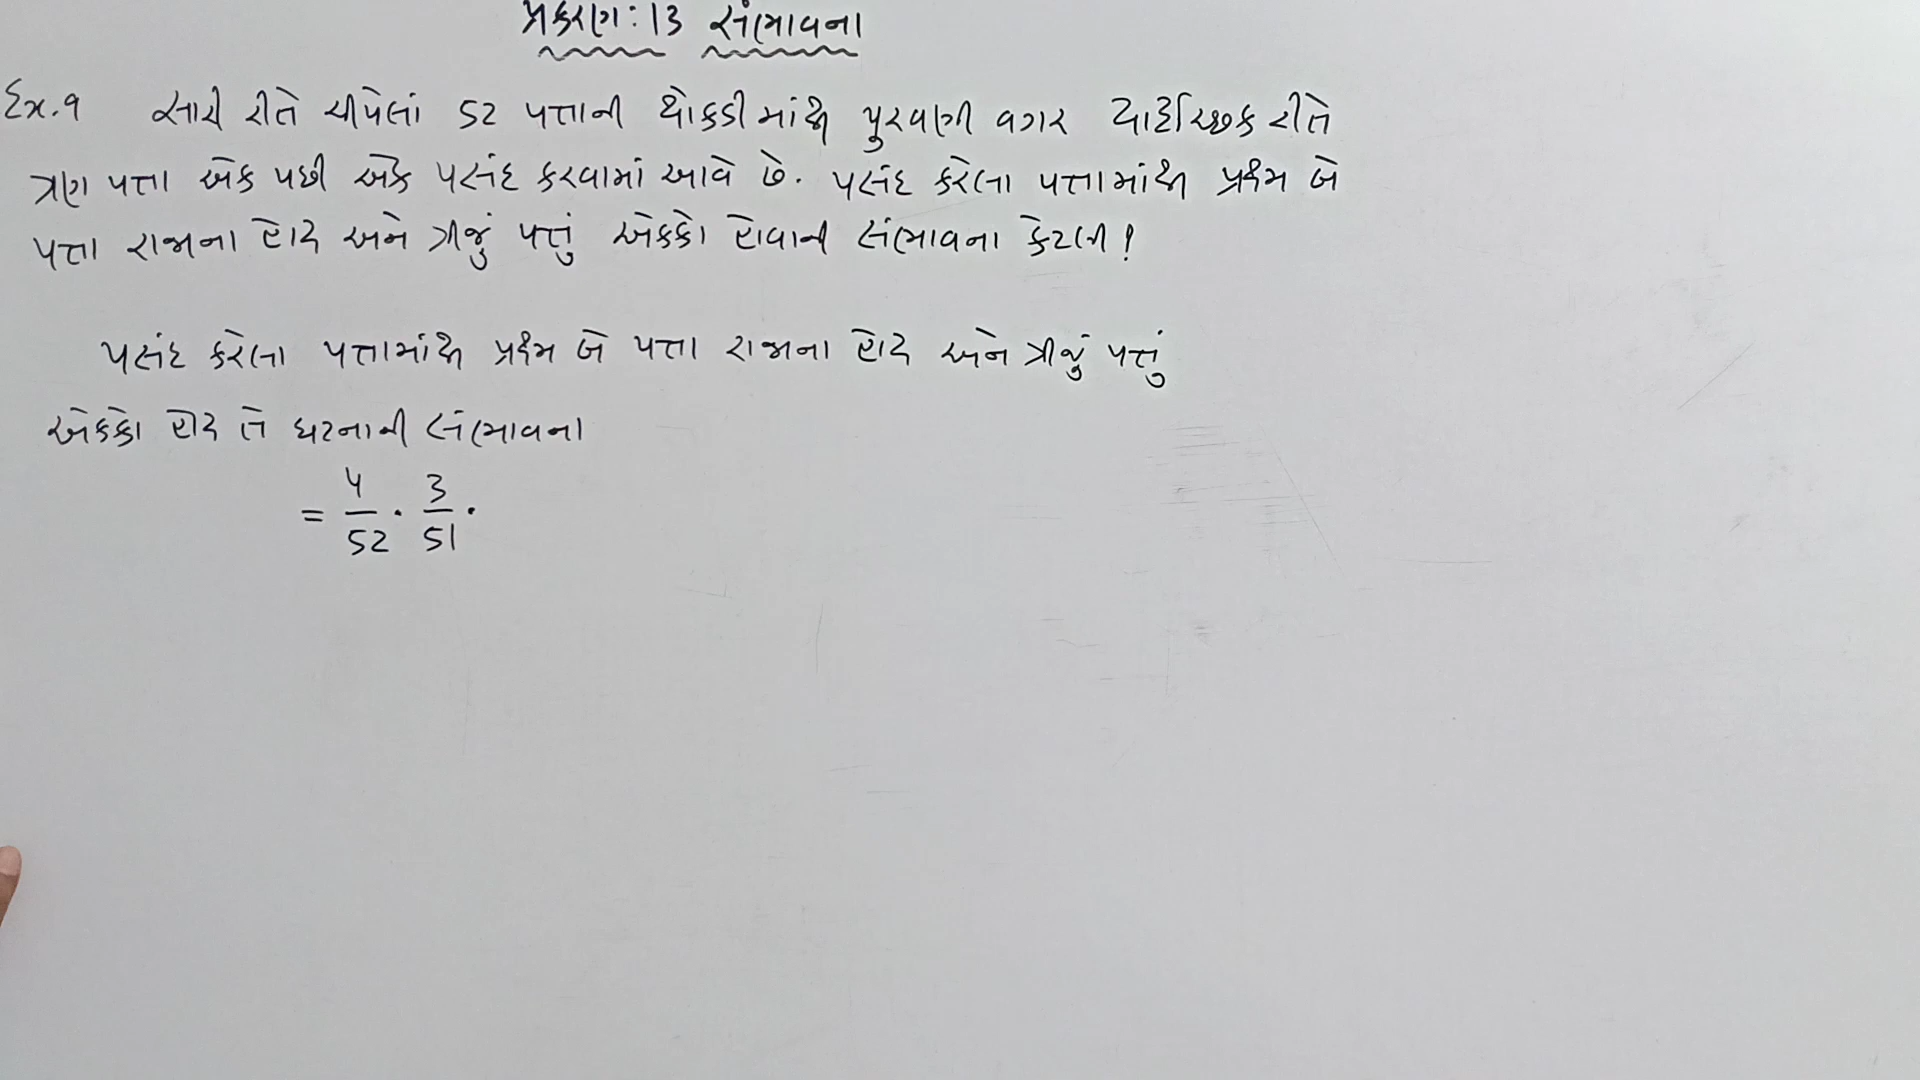 પ્રકરણ : 13 સંભાવના
Ex.9 સારી રીતે ચીપેલાં 52 પત્તાની થોકડીમાંથી પુરવણી વગર યાદૈચ્છિક રીતે
ત્રણ પત્તા એક પછી એક પસંદ કરવામાં આવે છે. પસંદ કરેલા પત્તામાંથી પ્રથમ બે
પત્તા રાજાના હોય અને ત્રીજું પત્તું એક્કો હોવાની સંભાવના કેટલી?
પસંદ કરેલા પત્તામાંથી પ્રથમ બે પત્તા રાજાના હોય અને ત્રીજું પત્તું
એક્કો હોય તે ઘટનાની સંભાવના
= 4/52 · 3/51 ·